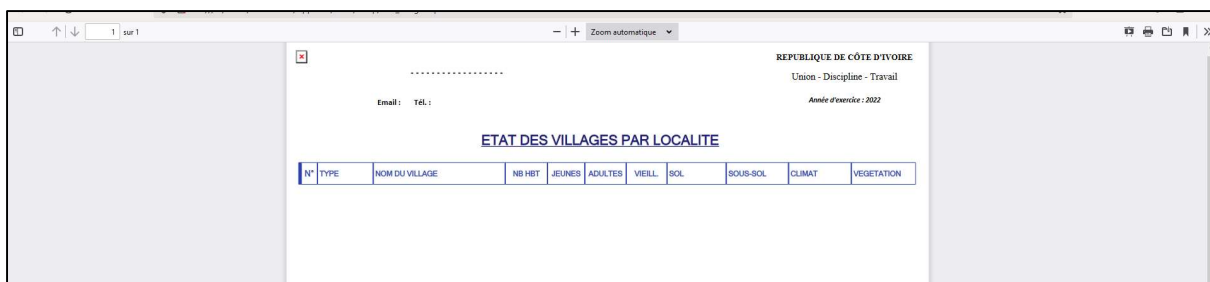 1 sur 1
Zoom automatique
REPUBLIQUE DE CÔTE D'IVOIRE
- - - - - - - - - - - - - - - - - -
Union - Discipline - Travail
Email : Tél. :
Année d'exercice : 2022
ETAT DES VILLAGES PAR LOCALITE
N° TYPE NOM DU VILLAGE NB HBT JEUNES ADULTES VIEILL. SOL SOUS-SOL CLIMAT VEGETATION